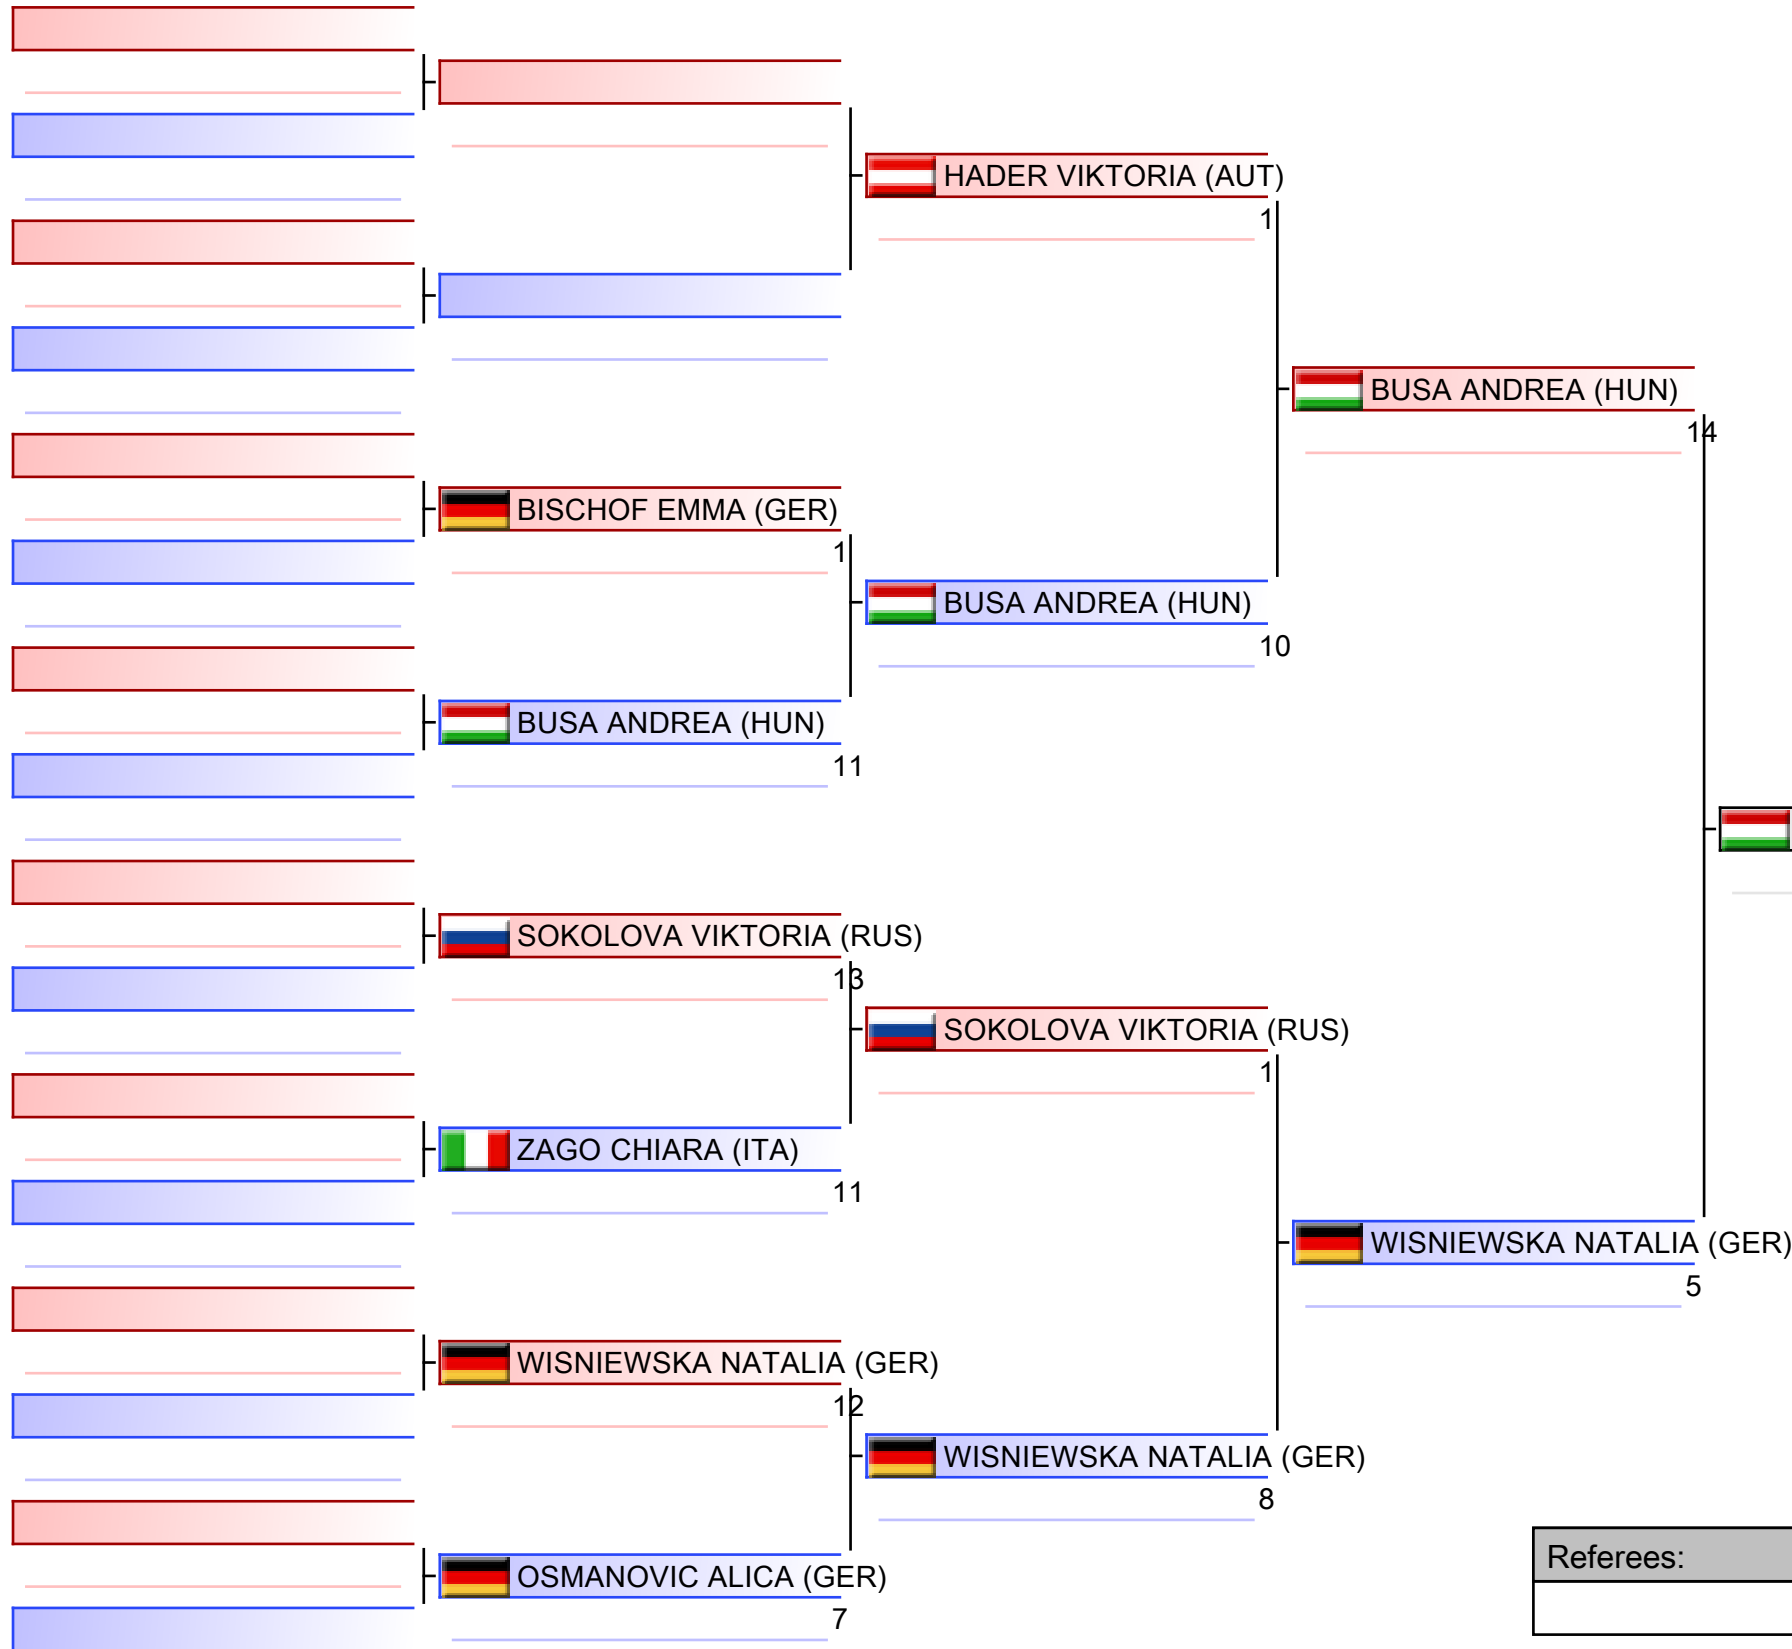 HADER VIKTORIA (AUT)
1
BUSA ANDREA (HUN)
14
BISCHOF EMMA (GER)
1
BUSA ANDREA (HUN)
10
BUSA ANDREA (HUN)
11
SOKOLOVA VIKTORIA (RUS)
13
SOKOLOVA VIKTORIA (RUS)
1
ZAGO CHIARA (ITA)
11
WISNIEWSKA NATALIA (GER)
5
WISNIEWSKA NATALIA (GER)
12
WISNIEWSKA NATALIA (GER)
8
Referees:
OSMANOVIC ALICA (GER)
7